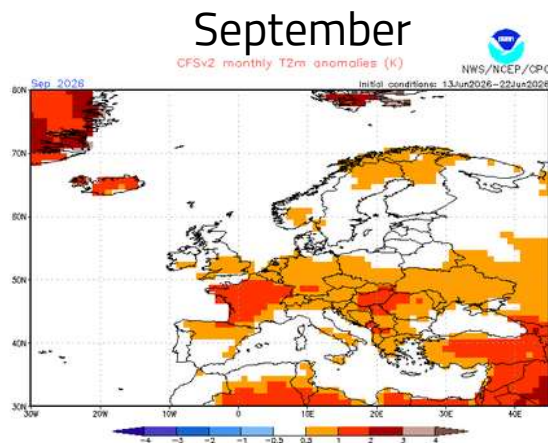 September
CFSv2 monthly T2m anomalies (K)
NWS/NCEP/CPC
Sep 2026
Initial conditions: 13Jun2026-22Jun2026
80N
70N
60N
50N
40N
30N
30W 20W 10W 0 10E 20E 30E 40E
-4 -3 -2 -1 -0.5 0.5 1 2 3 4